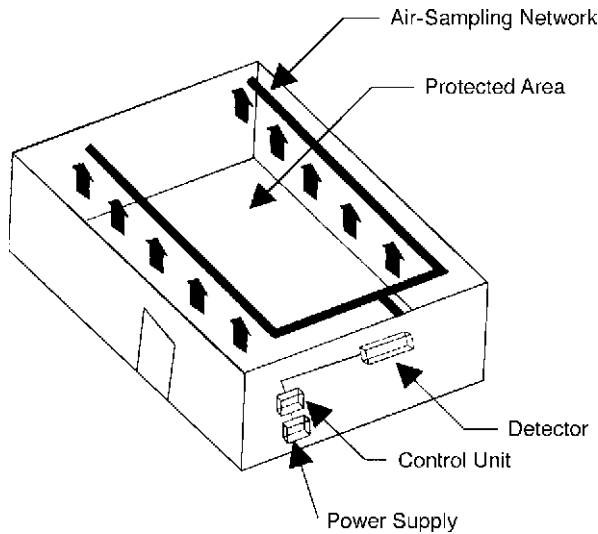 Air-Sampling Network
Protected Area
Detector
Control Unit
Power Supply